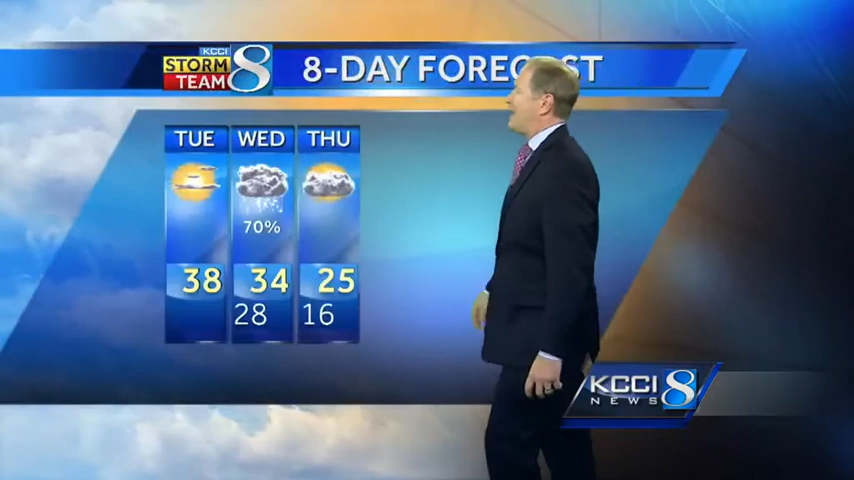 KCCI
STORM
TEAM 8
8-DAY FORECAST
TUE WED THU
70%
38 34 25
28 16
KCCI 8
NEWS